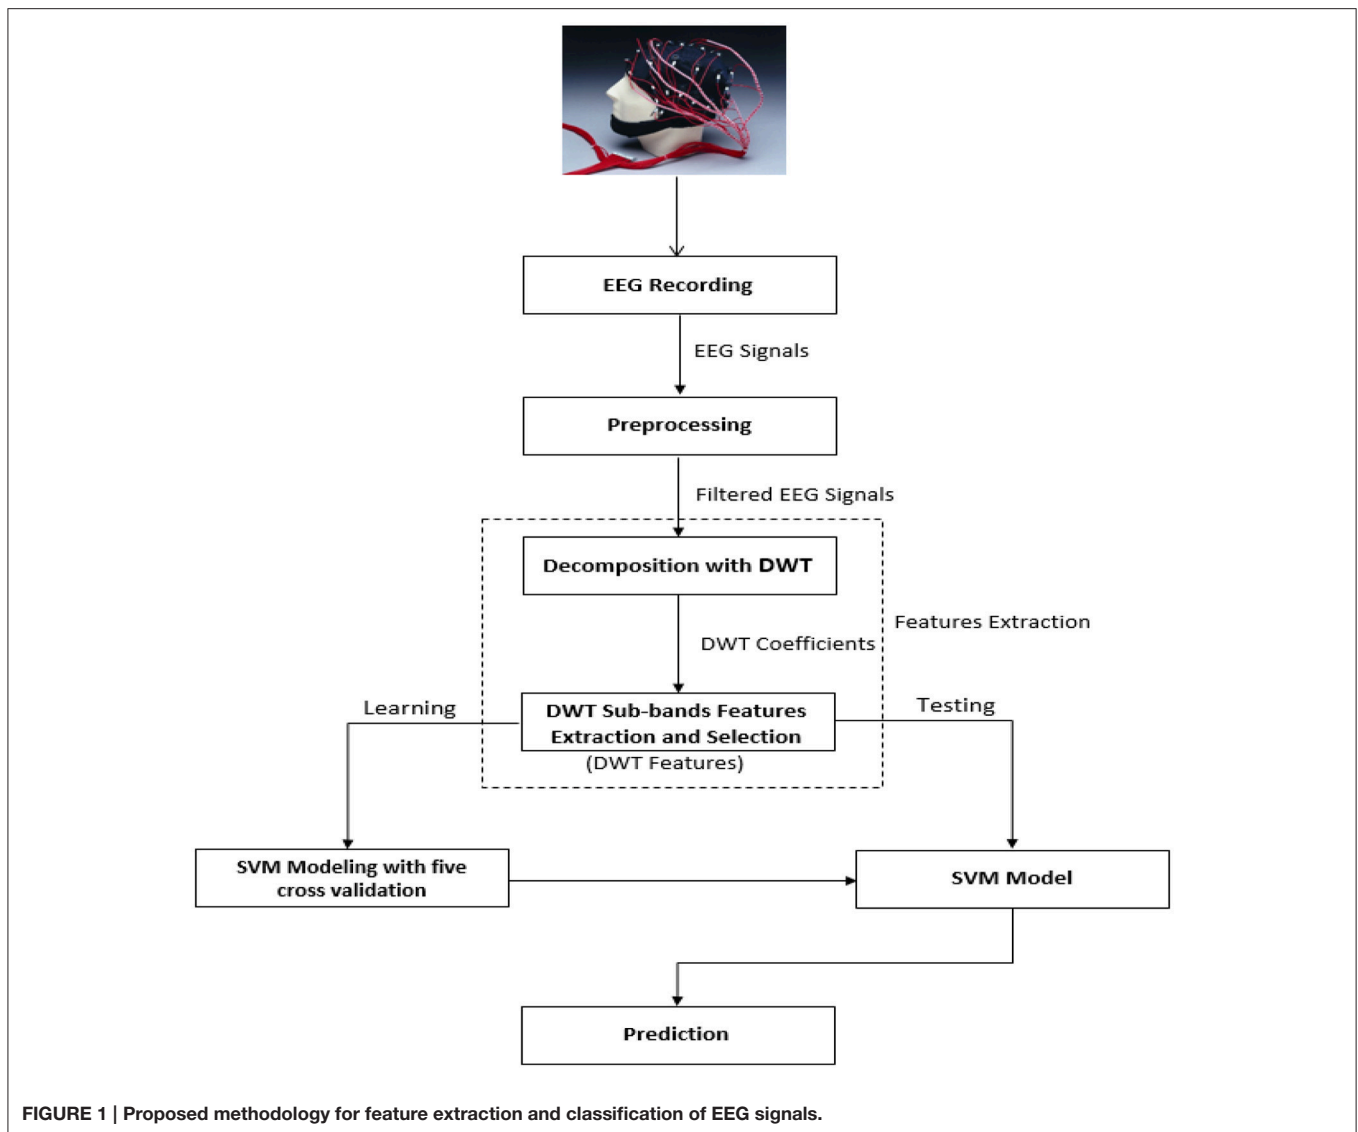 EEG Recording
EEG Signals
Preprocessing
Filtered EEG Signals
Decomposition with DWT
Features Extraction
DWT Coefficients
Learning
DWT Sub-bands Features
Extraction and Selection
(DWT Features)
Testing
SVM Modeling with five
cross validation
SVM Model
Prediction
FIGURE 1 | Proposed methodology for feature extraction and classification of EEG signals.